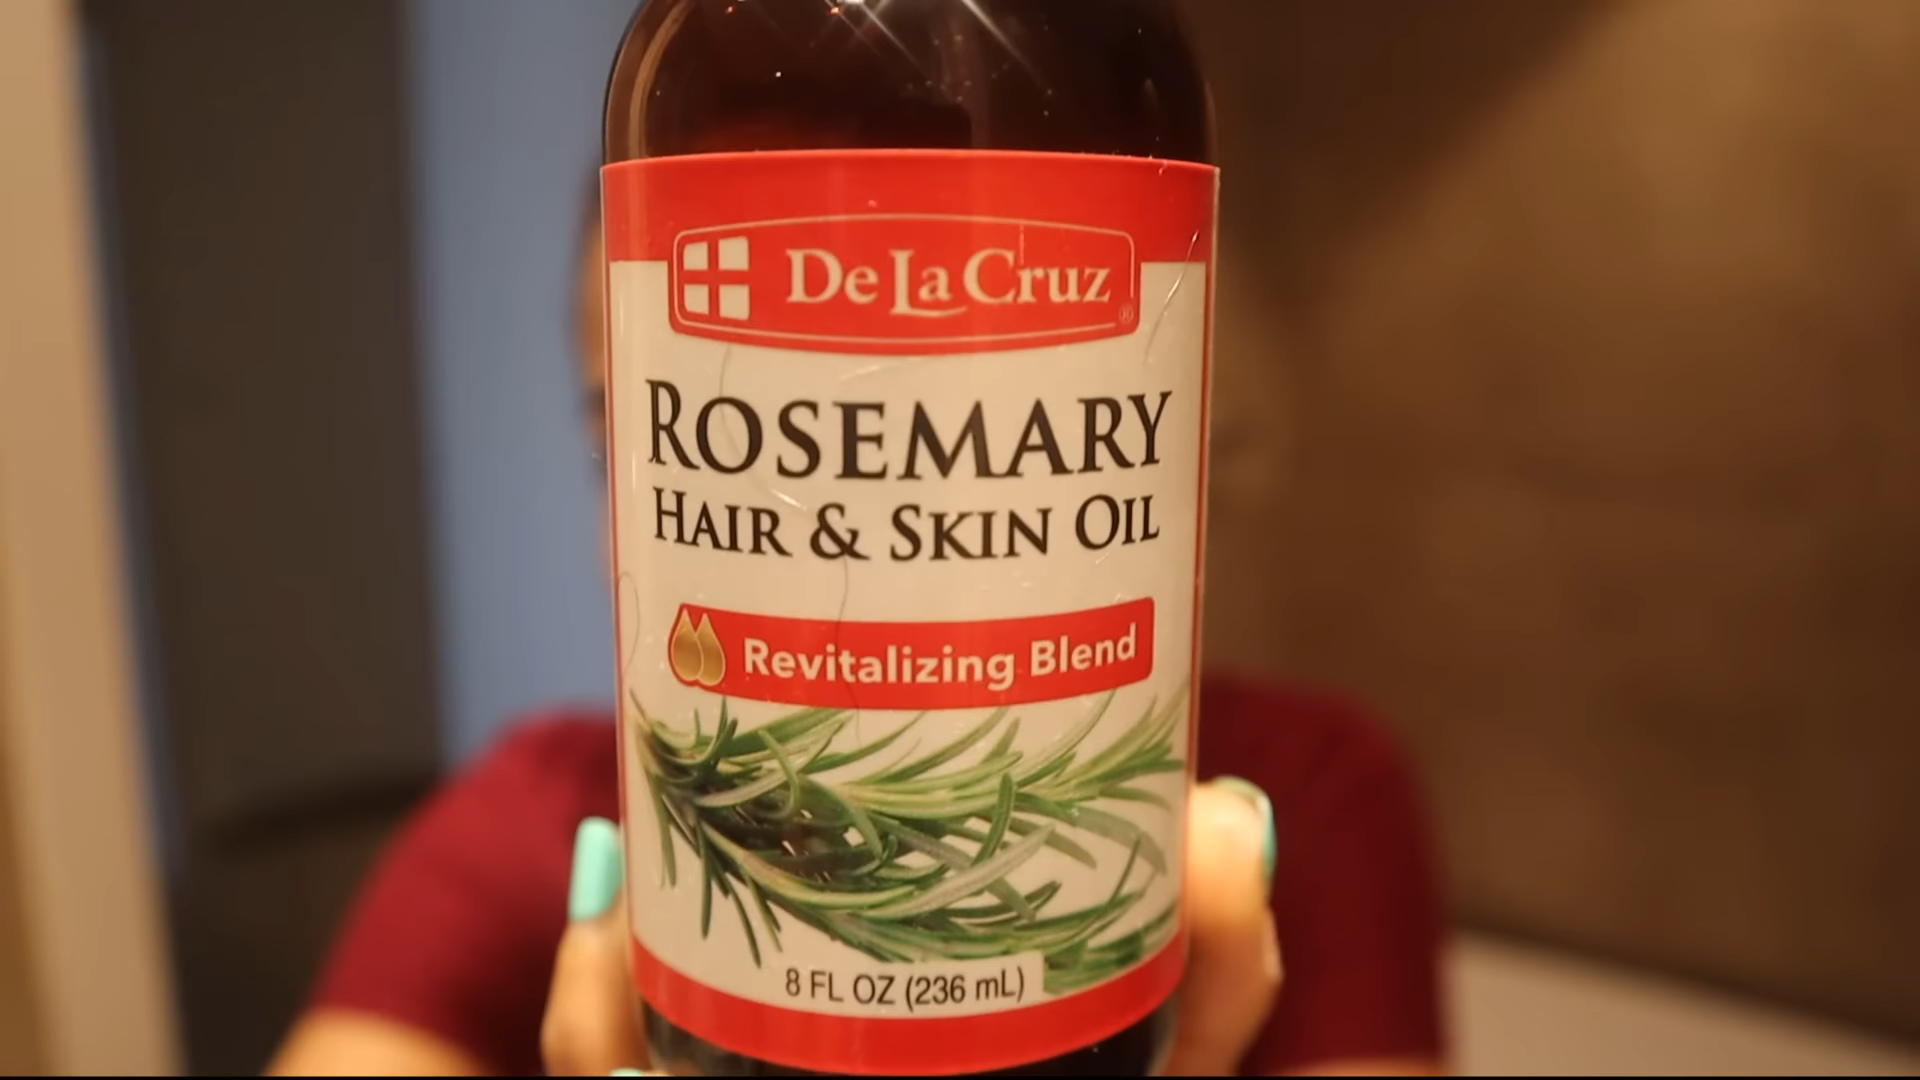 De La Cruz®
ROSEMARY
HAIR & SKIN OIL
Revitalizing Blend
8 FL OZ (236 mL)